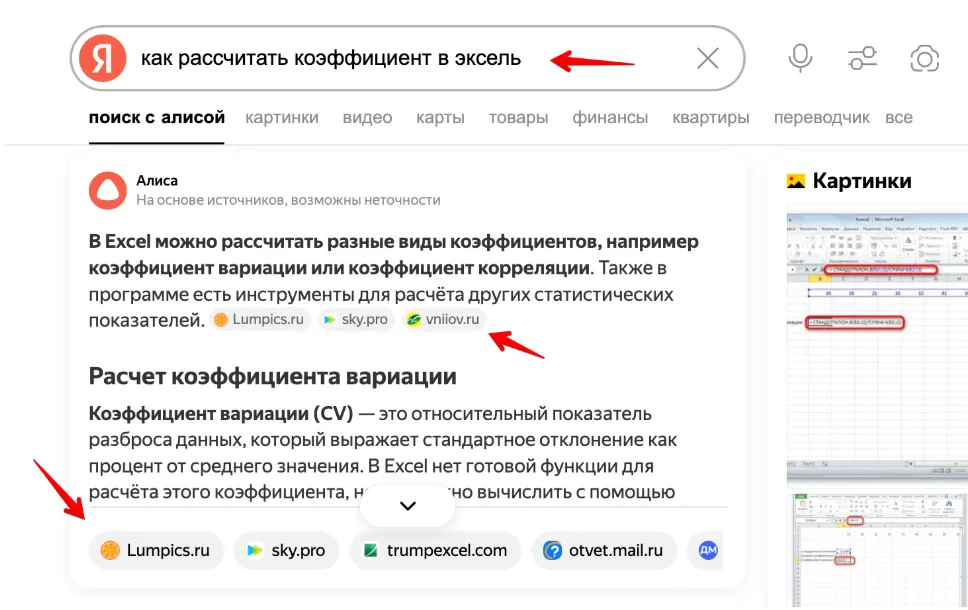 Я как рассчитать коэффициент в эксель
поиск с алисой картинки видео карты товары финансы квартиры переводчик все
Алиса
На основе источников, возможны неточности
В Excel можно рассчитать разные виды коэффициентов, например
коэффициент вариации или коэффициент корреляции. Также в
программе есть инструменты для расчёта других статистических
показателей. Lumpics.ru sky.pro vniiov.ru
Расчет коэффициента вариации
Коэффициент вариации (CV) — это относительный показатель
разброса данных, который выражает стандартное отклонение как
процент от среднего значения. В Excel нет готовой функции для
расчёта этого коэффициента, вычислить с помощью
Lumpics.ru sky.pro trumpexcel.com otvet.mail.ru ДМ
Картинки